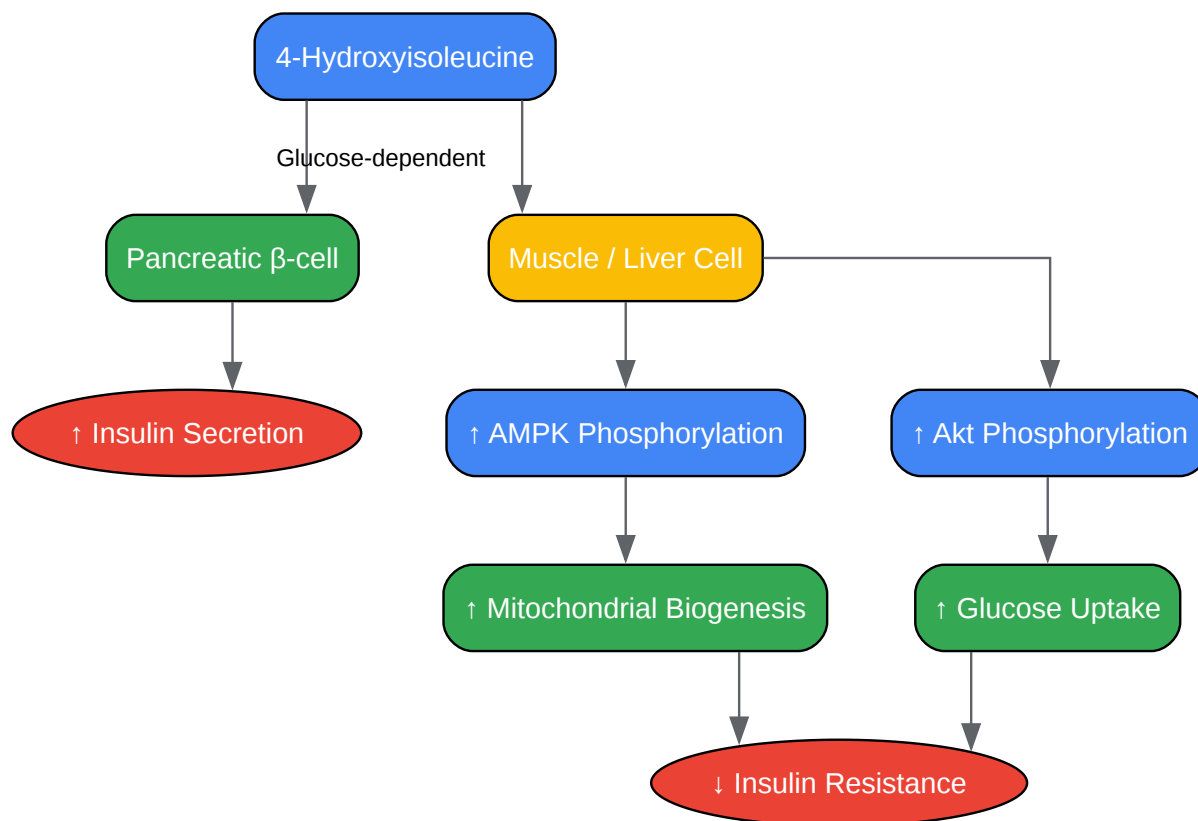 4-Hydroxyisoleucine
Glucose-dependent
Pancreatic β-cell
Muscle / Liver Cell
↑ Insulin Secretion
↑ AMPK Phosphorylation
↑ Akt Phosphorylation
↑ Mitochondrial Biogenesis
↑ Glucose Uptake
↓ Insulin Resistance